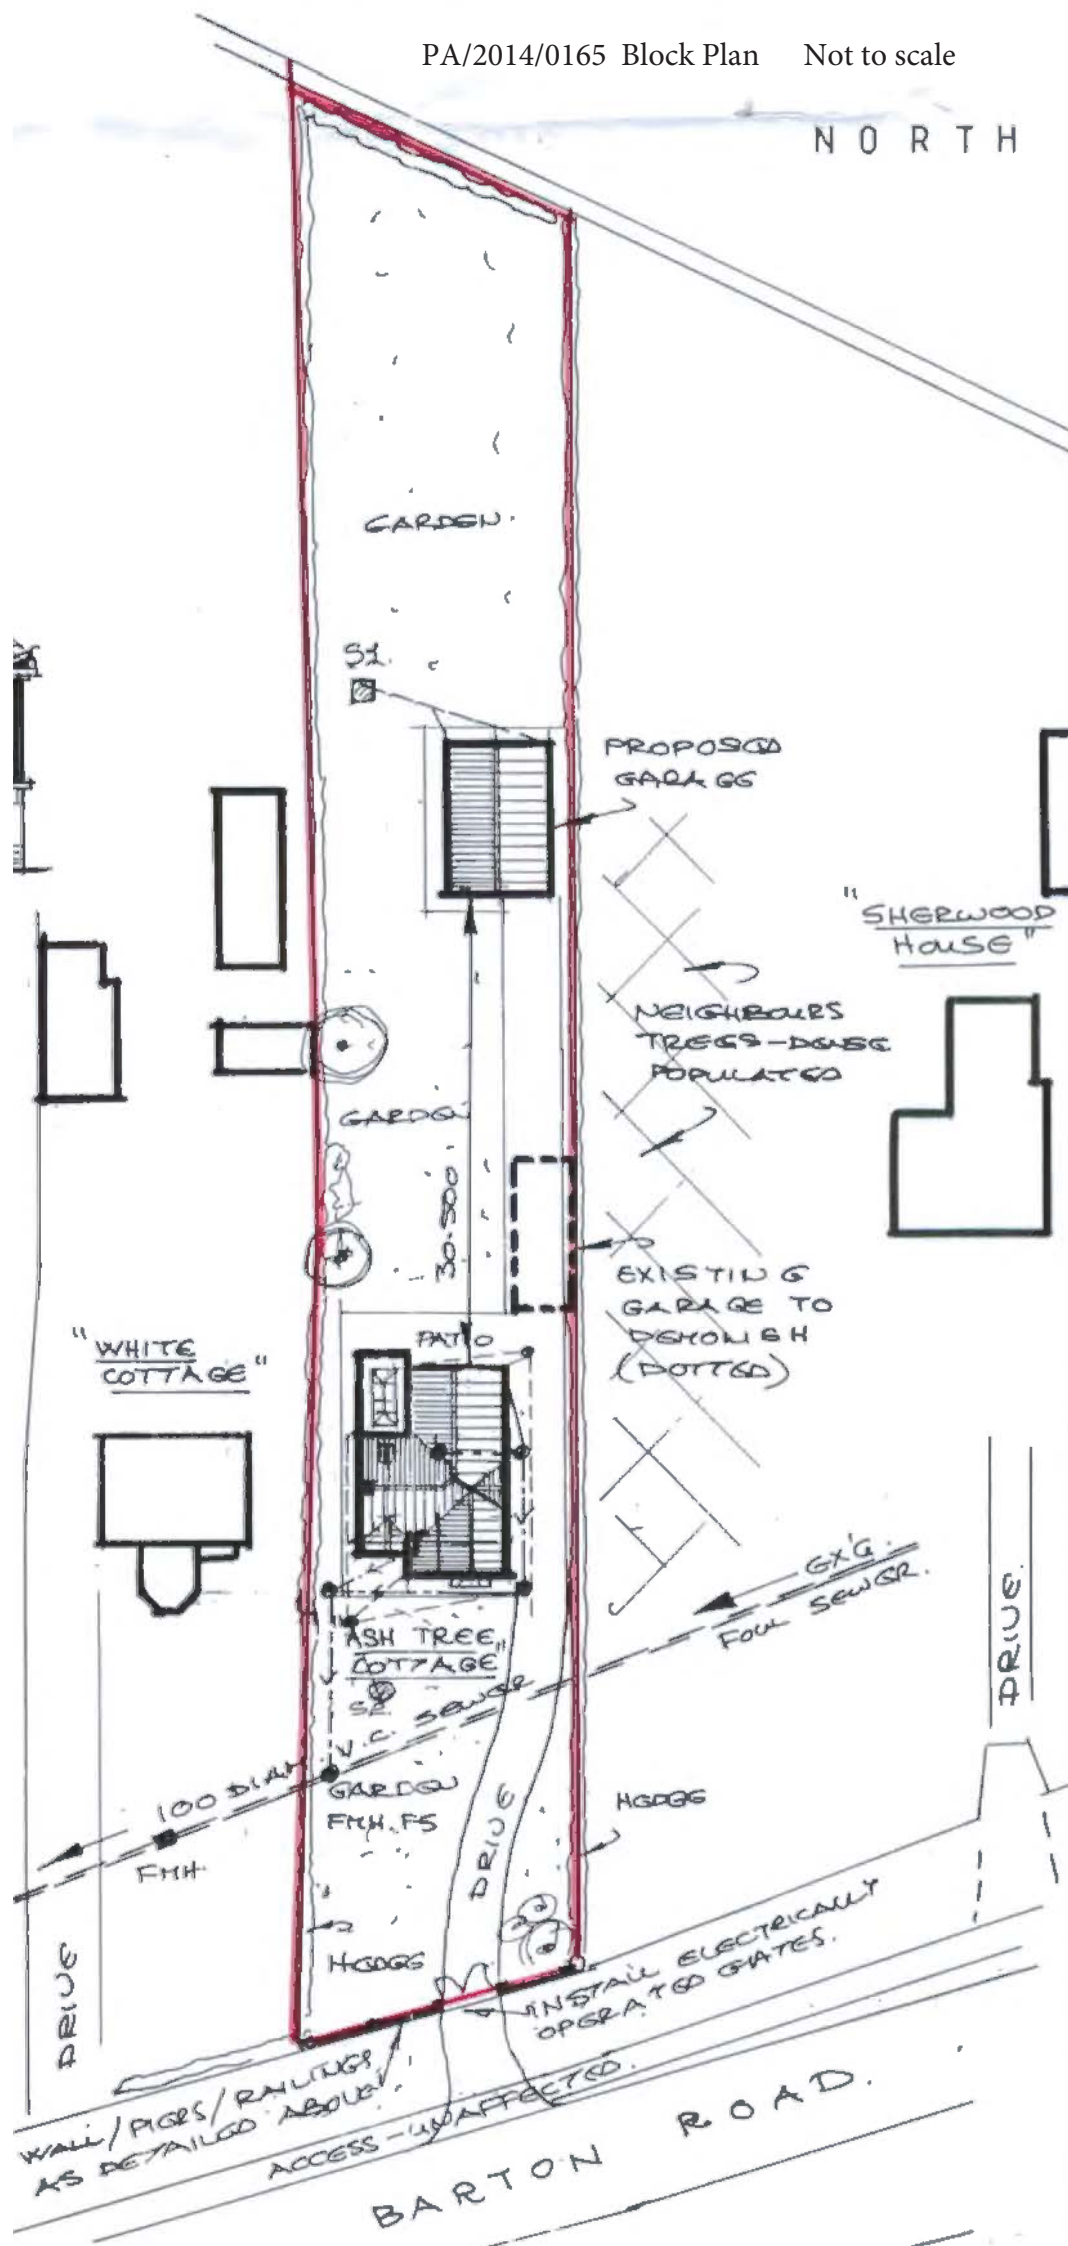 PA/2014/0165 Block Plan Not to scale
NORTH
GARDEN.
S1.
PROPOSED
GARAGE
"SHERWOOD
HOUSE"
NEIGHBOURS
TREES-DENSE
POPULATED
GARDEN
30.500
EXISTING
GARAGE TO
DEMOLISH
(DOTTED)
PATIO
"WHITE
COTTAGE"
EX'G.
FOUL SEWER.
"ASH TREE
COTTAGE"
DRIVE
100 DIAM V.C. SEWER
GARDEN
FMH. F5
FMH.
HEDGE
DRIVE
HEDGE
INSTALL ELECTRICALLY
OPERATED GATES.
DRIVE
WALL/PIERS/RAILINGS
AS DETAILED ABOVE
ACCESS-UNAFFECTED.
BARTON ROAD.